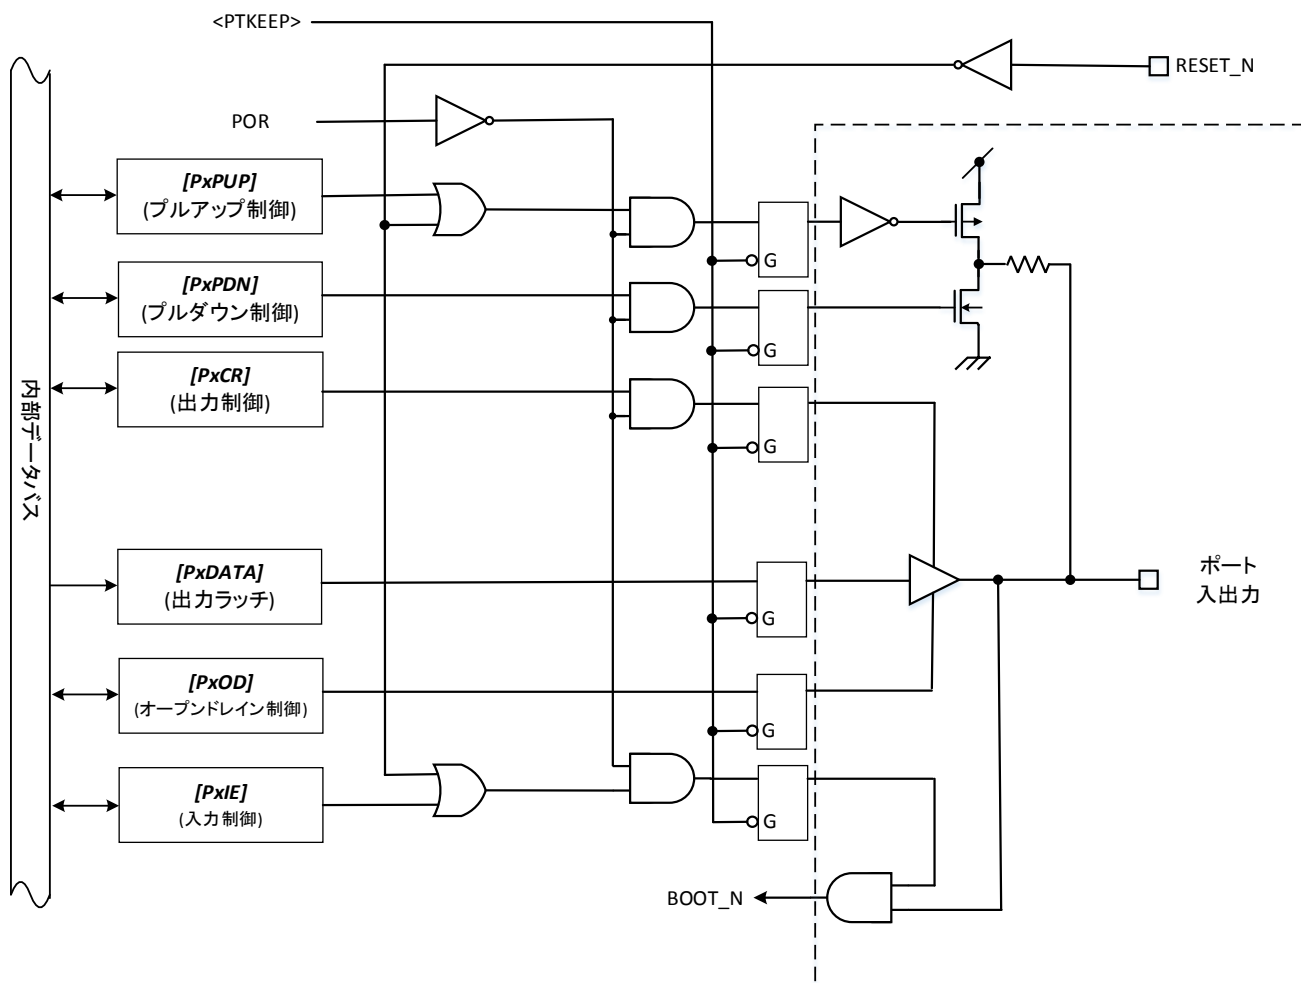 <PTKEEP>
RESET_N
POR
[PxPUP]
(プルアップ制御)
G
[PxPDN]
(プルダウン制御)
G
[PxCR]
(出力制御)
G
内部データバス
[PxDATA]
(出力ラッチ)
G
ポート
入出力
[PxOD]
(オープンドレイン制御)
G
[PxIE]
(入力制御)
G
BOOT_N